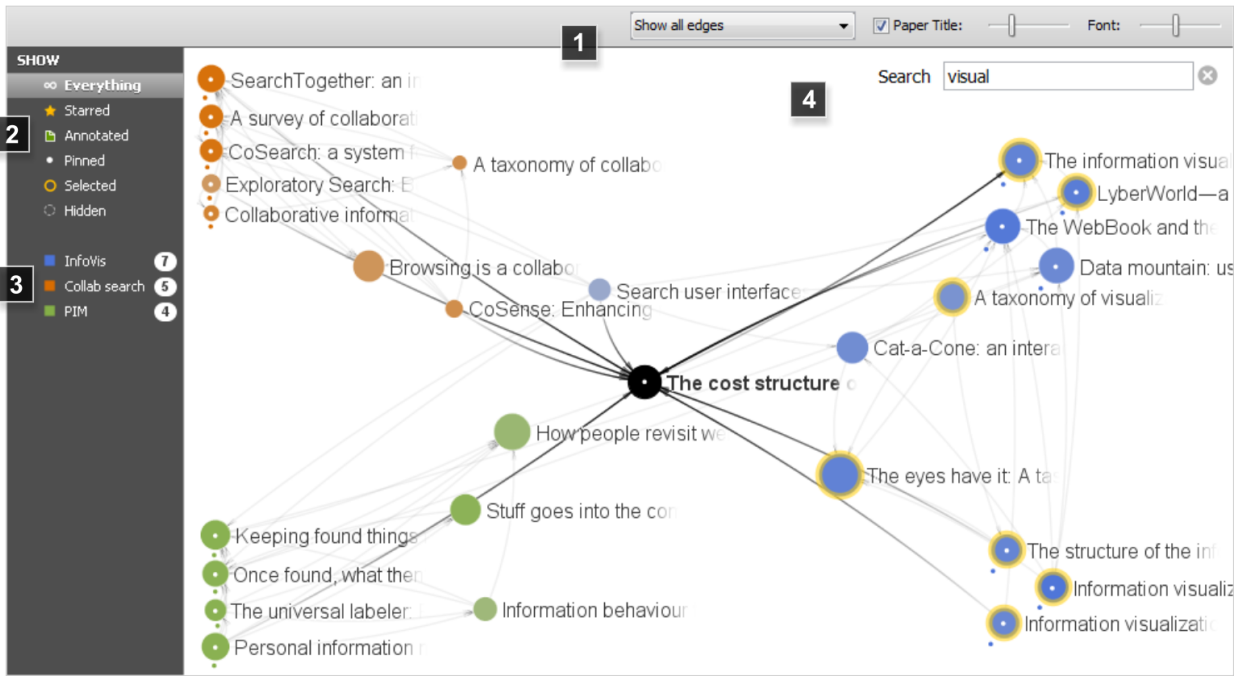 Show all edges
Paper Title:
Font:
1
SHOW
Everything
Starred
2
Annotated
Pinned
Selected
Hidden
3
InfoVis 7
Collab search 5
PIM 4
4
Search visual
SearchTogether: an in
A survey of collaborati
CoSearch: a system f
Exploratory Search: E
Collaborative informat
A taxonomy of collabo
Browsing is a collabor
CoSense: Enhancing
Search user interface
The information visual
LyberWorld—a
The WebBook and the
Data mountain: us
A taxonomy of visualiz
Cat-a-Cone: an intera
The cost structure o
How people revisit we
The eyes have it: A tas
Stuff goes into the com
Keeping found things
Once found, what then
The universal labeler:
Personal information m
Information behaviour
The structure of the inf
Information visualiz
Information visualizatio